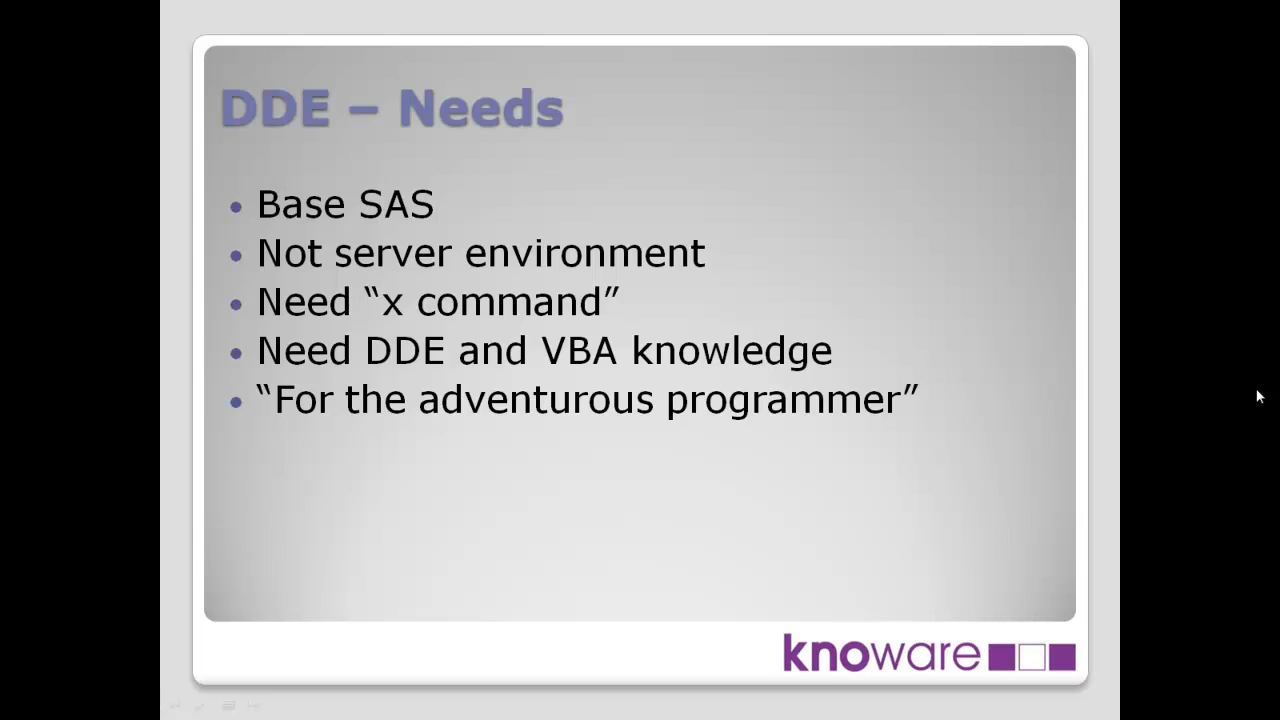 DDE – Needs
• Base SAS
• Not server environment
• Need “x command”
• Need DDE and VBA knowledge
• “For the adventurous programmer”
knoware